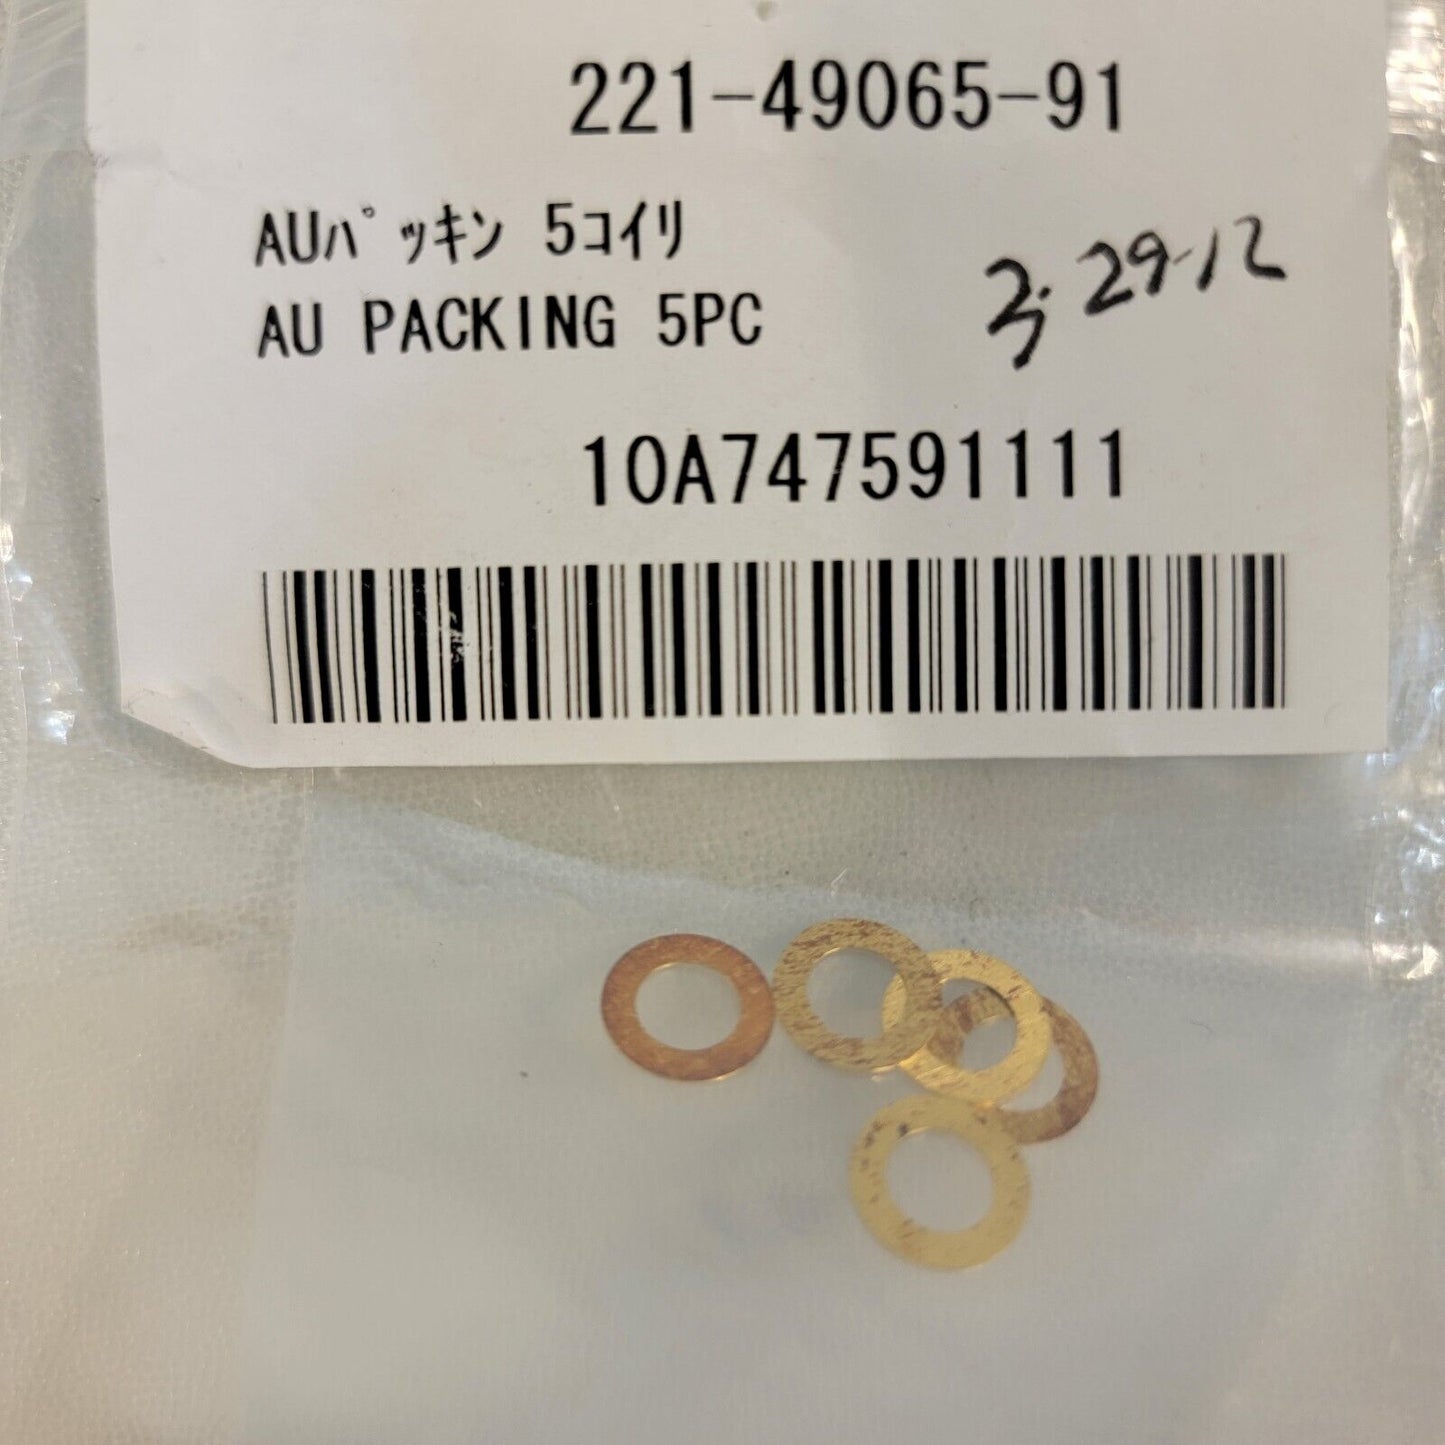 221-49065-91
AUﾊﾟｯｷﾝ 5ｺｲﾘ
AU PACKING 5PC
29-12
10A747591111